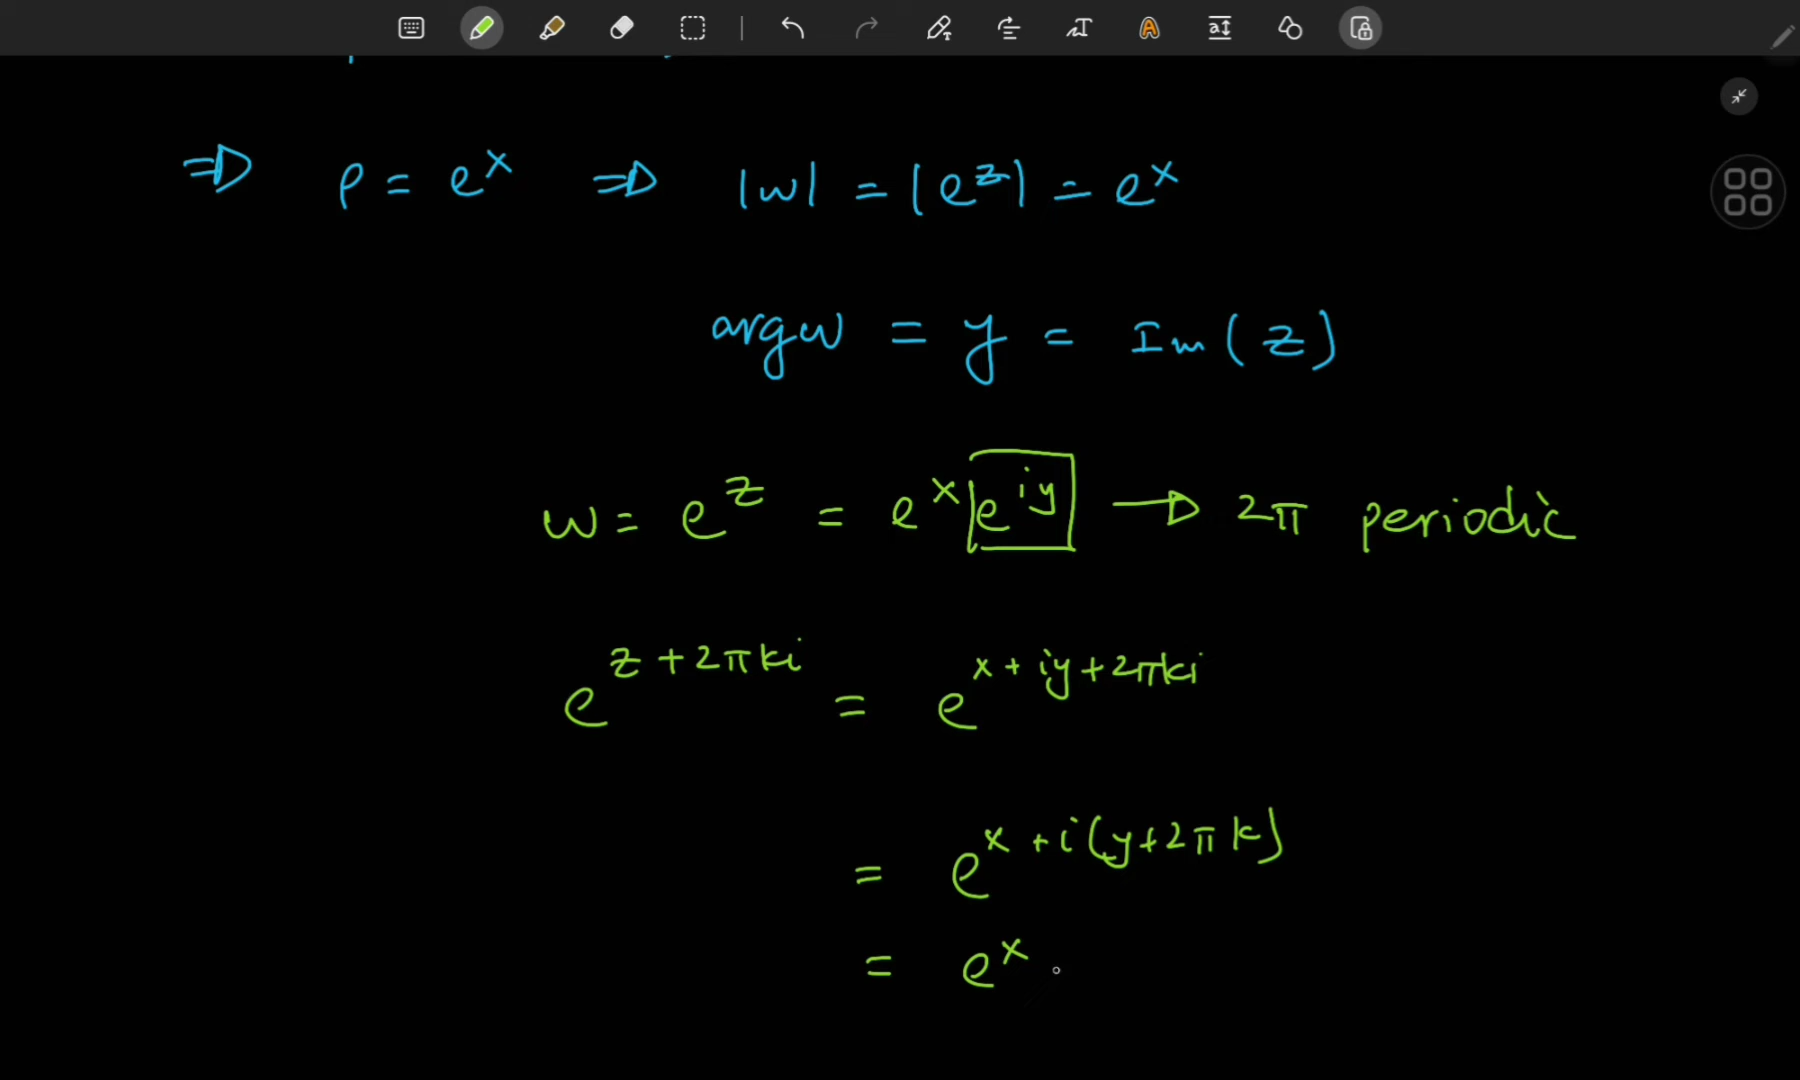 ⇒ ρ = e^x ⇒ |w| = |e^z| = e^x
arg w = y = Im(z)
w = e^z = e^x e^{iy} → 2π periodic
e^{z+2πki} = e^{x+iy+2πki}
= e^{x+i(y+2πk)}
= e^x